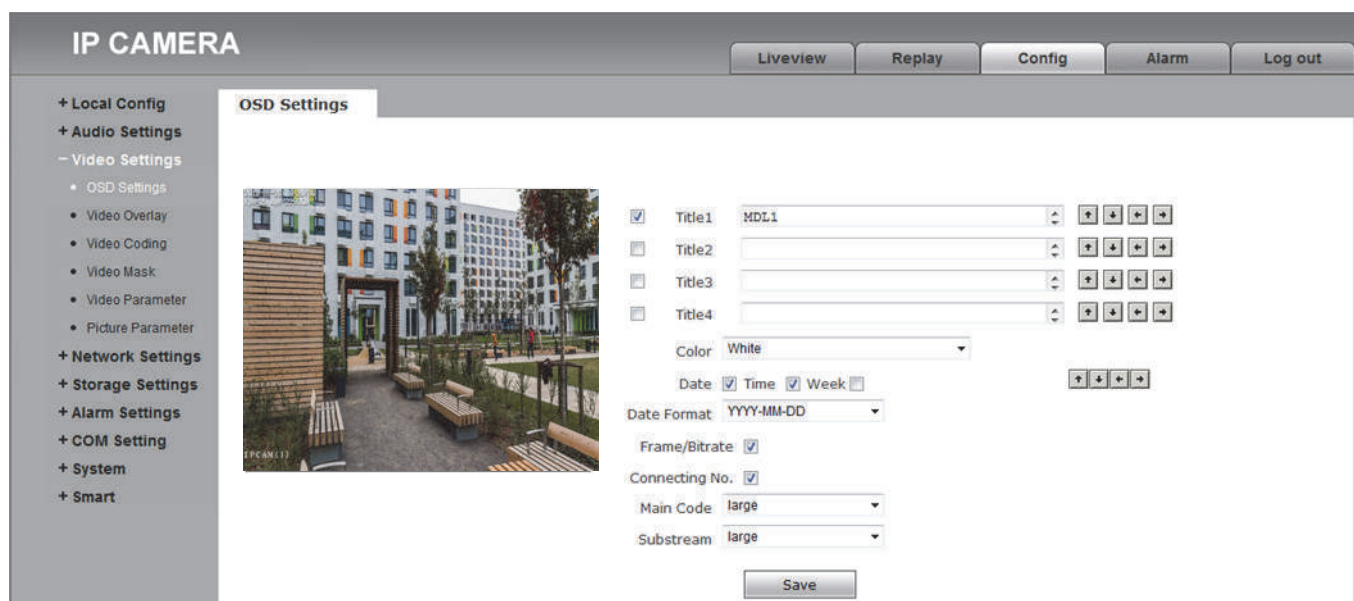 IP CAMERA
Liveview Replay Config Alarm Log out
+ Local Config
+ Audio Settings
− Video Settings
• OSD Settings
• Video Overlay
• Video Coding
• Video Mask
• Video Parameter
• Picture Parameter
+ Network Settings
+ Storage Settings
+ Alarm Settings
+ COM Setting
+ System
+ Smart
OSD Settings
IPCAM(1)
Title1 MDL1
Title2
Title3
Title4
Color White
Date Time Week
Date Format YYYY-MM-DD
Frame/Bitrate
Connecting No.
Main Code large
Substream large
Save